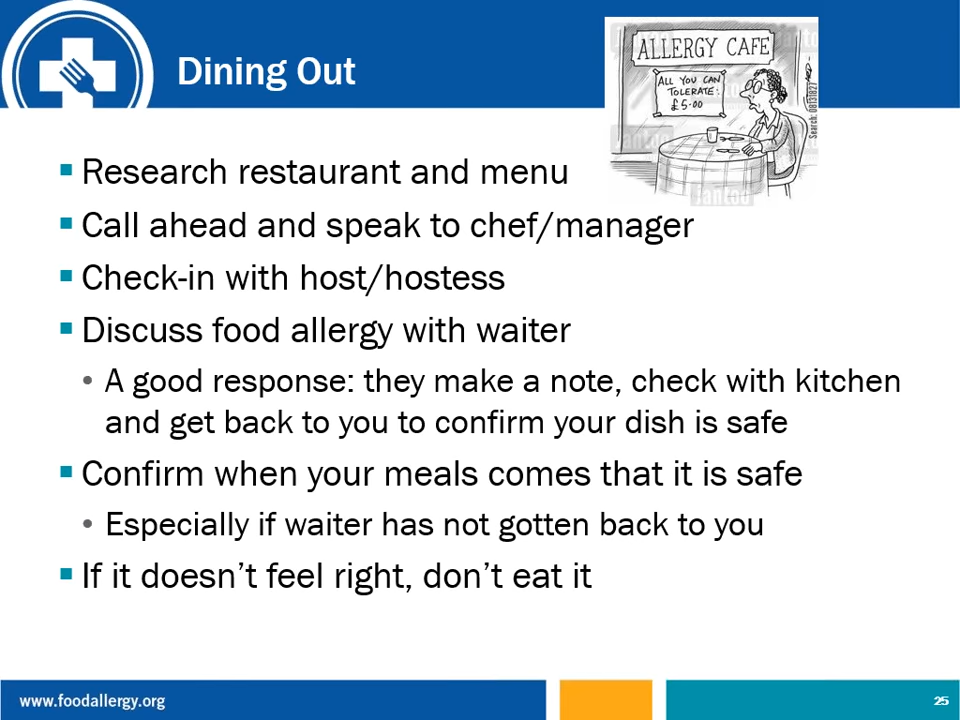 Dining Out
ALLERGY CAFE
ALL YOU CAN
TOLERATE:
£5.00
Search: 08131827
jantoo
▪ Research restaurant and menu
▪ Call ahead and speak to chef/manager
▪ Check-in with host/hostess
▪ Discuss food allergy with waiter
• A good response: they make a note, check with kitchen
and get back to you to confirm your dish is safe
▪ Confirm when your meals comes that it is safe
• Especially if waiter has not gotten back to you
▪ If it doesn’t feel right, don’t eat it
www.foodallergy.org
25